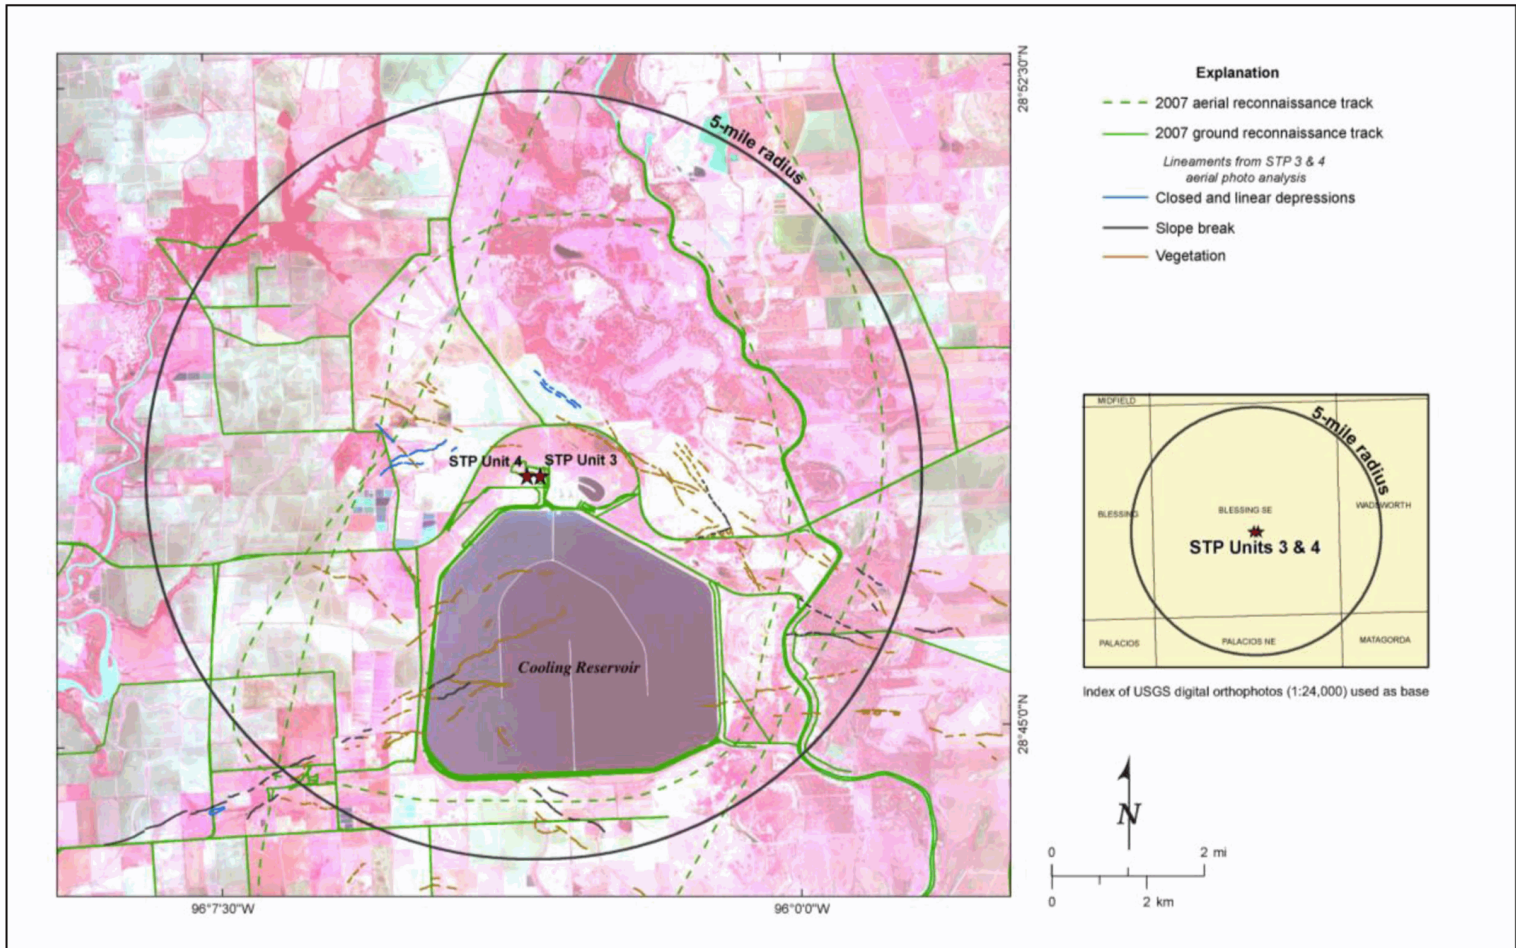 28°52'30"N
5-mile radius
STP Unit 4
STP Unit 3
Cooling Reservoir
28°45'0"N
96°7'30"W
96°0'0"W
Explanation
2007 aerial reconnaissance track
2007 ground reconnaissance track
Lineaments from STP 3 & 4
aerial photo analysis
Closed and linear depressions
Slope break
Vegetation
MIDFIELD
5-mile radius
BLESSING
BLESSING SE
WADSWORTH
STP Units 3 & 4
PALACIOS
PALACIOS NE
MATAGORDA
Index of USGS digital orthophotos (1:24,000) used as base
N
0
2 mi
0
2 km